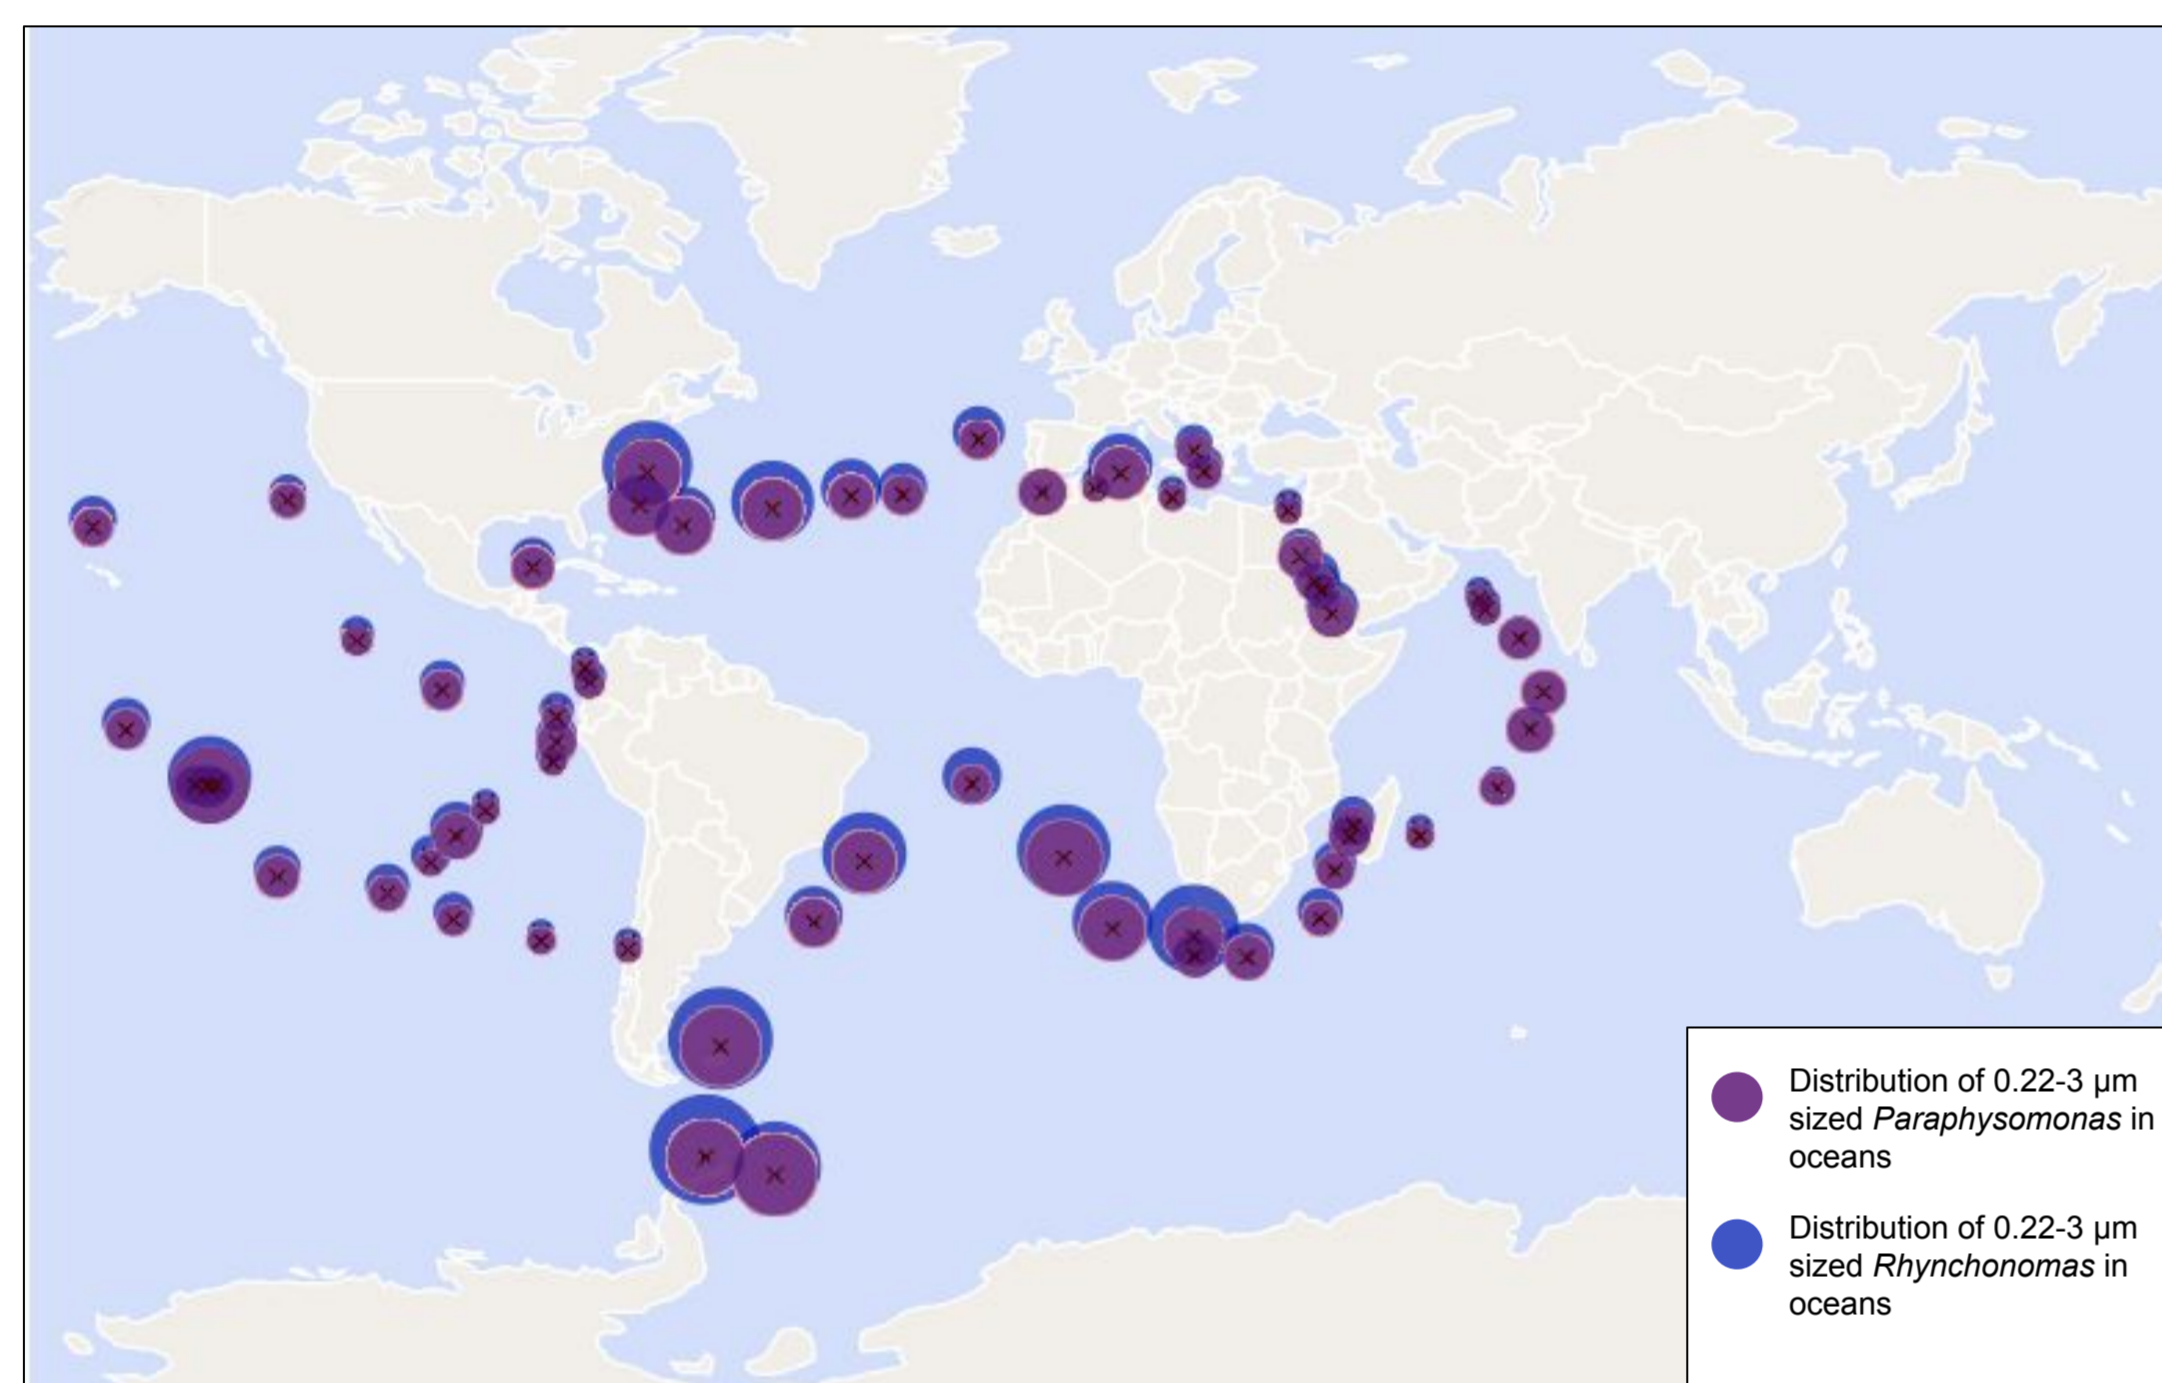 Distribution of 0.22-3 μm
sized Paraphysomonas in
oceans
Distribution of 0.22-3 μm
sized Rhynchonomas in
oceans